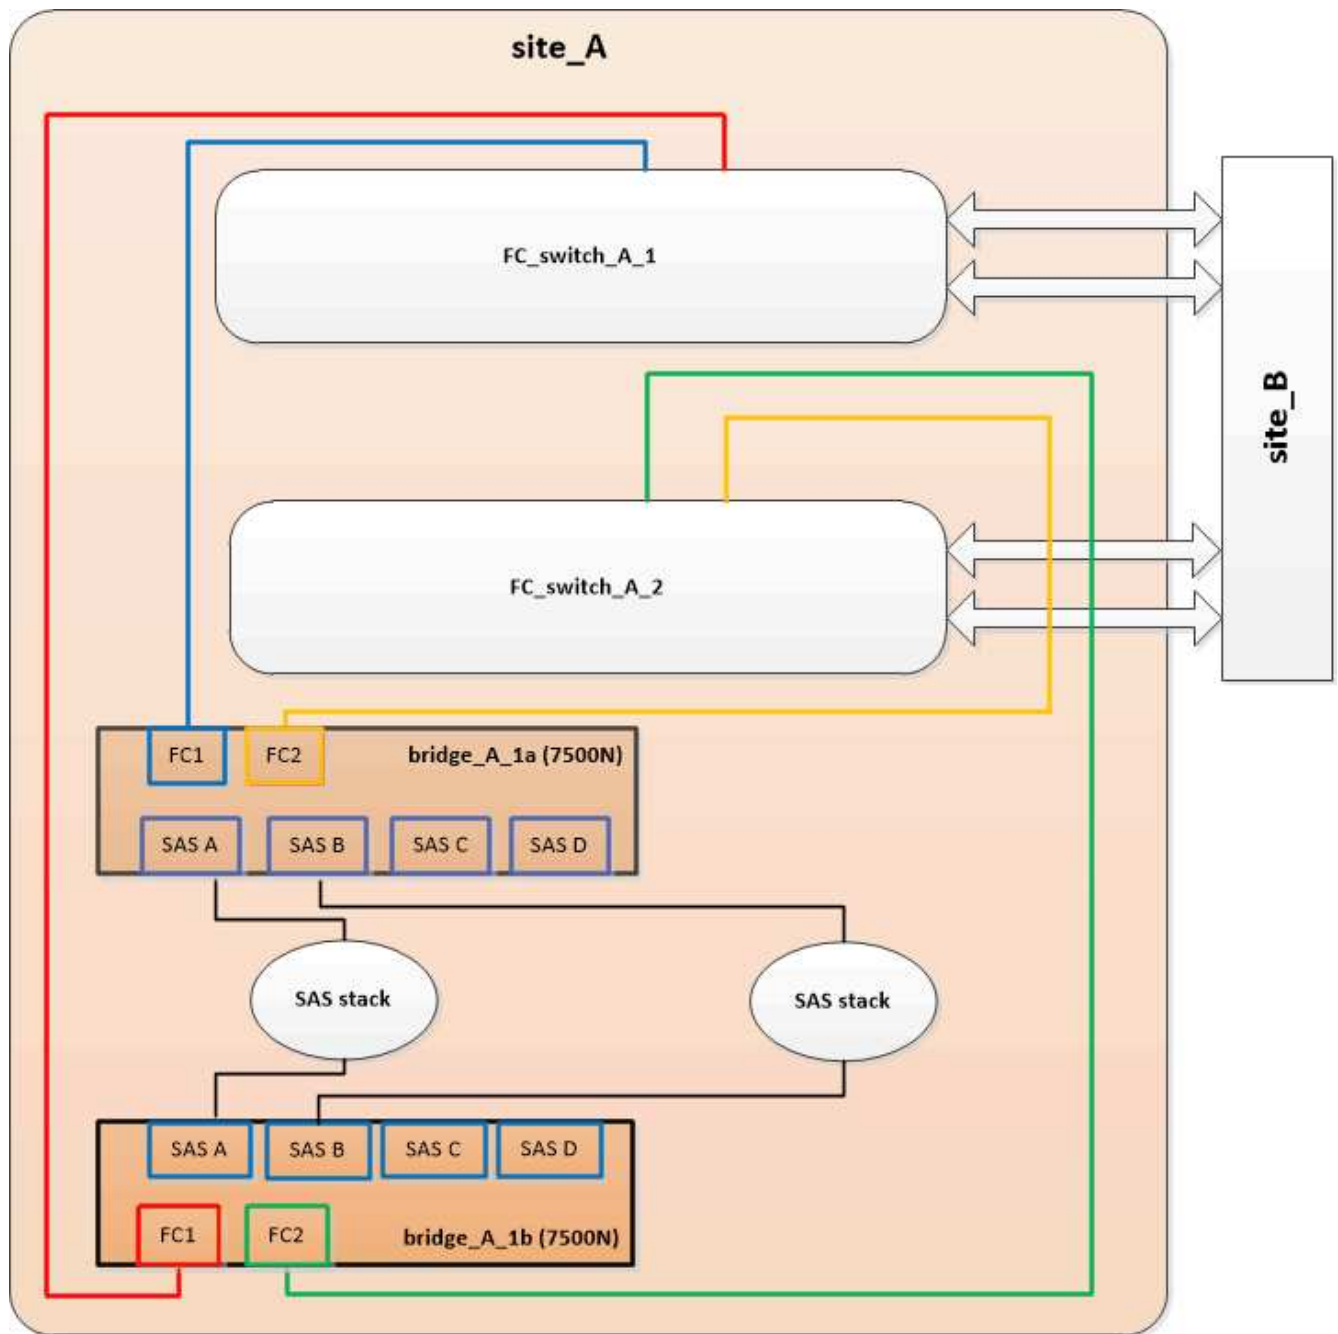 site_A
FC_switch_A_1
site_B
FC_switch_A_2
FC1
FC2
bridge_A_1a (7500N)
SAS A
SAS B
SAS C
SAS D
SAS stack
SAS stack
SAS A
SAS B
SAS C
SAS D
FC1
FC2
bridge_A_1b (7500N)